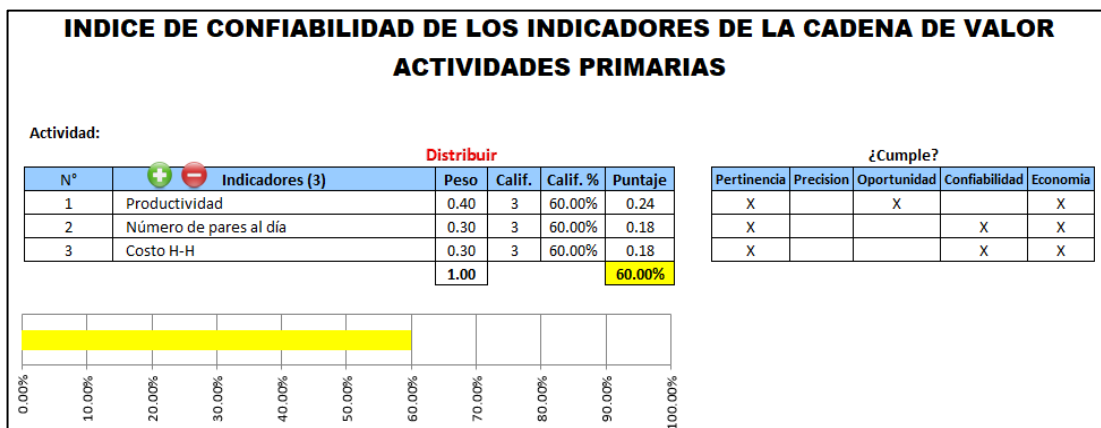 INDICE DE CONFIABILIDAD DE LOS INDICADORES DE LA CADENA DE VALOR
ACTIVIDADES PRIMARIAS
Actividad:
Distribuir ¿Cumple?
N° Indicadores (3) Peso Calif. Calif. % Puntaje Pertinencia Precision Oportunidad Confiabilidad Economia
1 Productividad 0.40 3 60.00% 0.24 X X X
2 Número de pares al día 0.30 3 60.00% 0.18 X X X
3 Costo H-H 0.30 3 60.00% 0.18 X X X
1.00 60.00%
0.00% 10.00% 20.00% 30.00% 40.00% 50.00% 60.00% 70.00% 80.00% 90.00% 100.00%